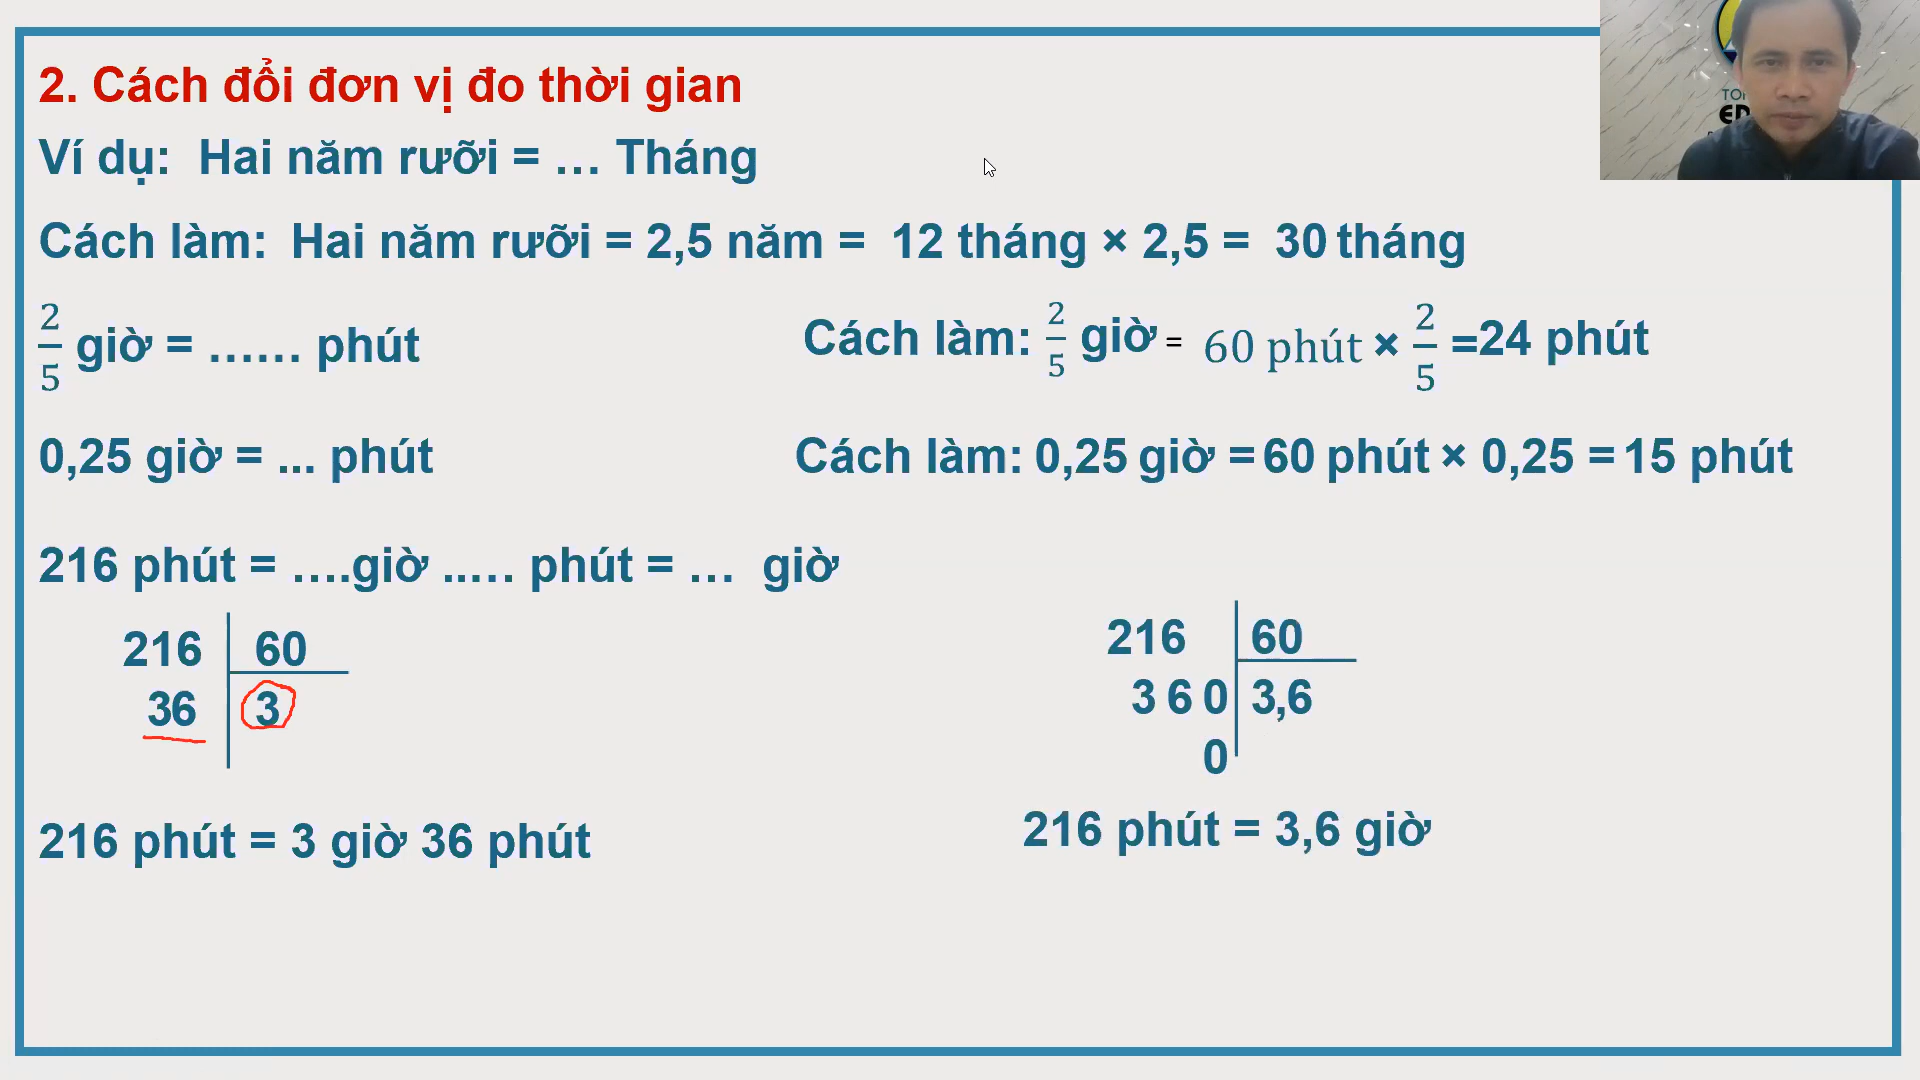 2. Cách đổi đơn vị đo thời gian
Ví dụ: Hai năm rưỡi = … Tháng
Cách làm: Hai năm rưỡi = 2,5 năm = 12 tháng × 2,5 = 30 tháng
2/5 giờ = …… phút
Cách làm: 2/5 giờ = 60 phút × 2/5 =24 phút
0,25 giờ = ... phút
Cách làm: 0,25 giờ = 60 phút × 0,25 = 15 phút
216 phút = ….giờ ..… phút = … giờ
216 60
36 3
216 phút = 3 giờ 36 phút
216 60
3 6 0 3,6
0
216 phút = 3,6 giờ